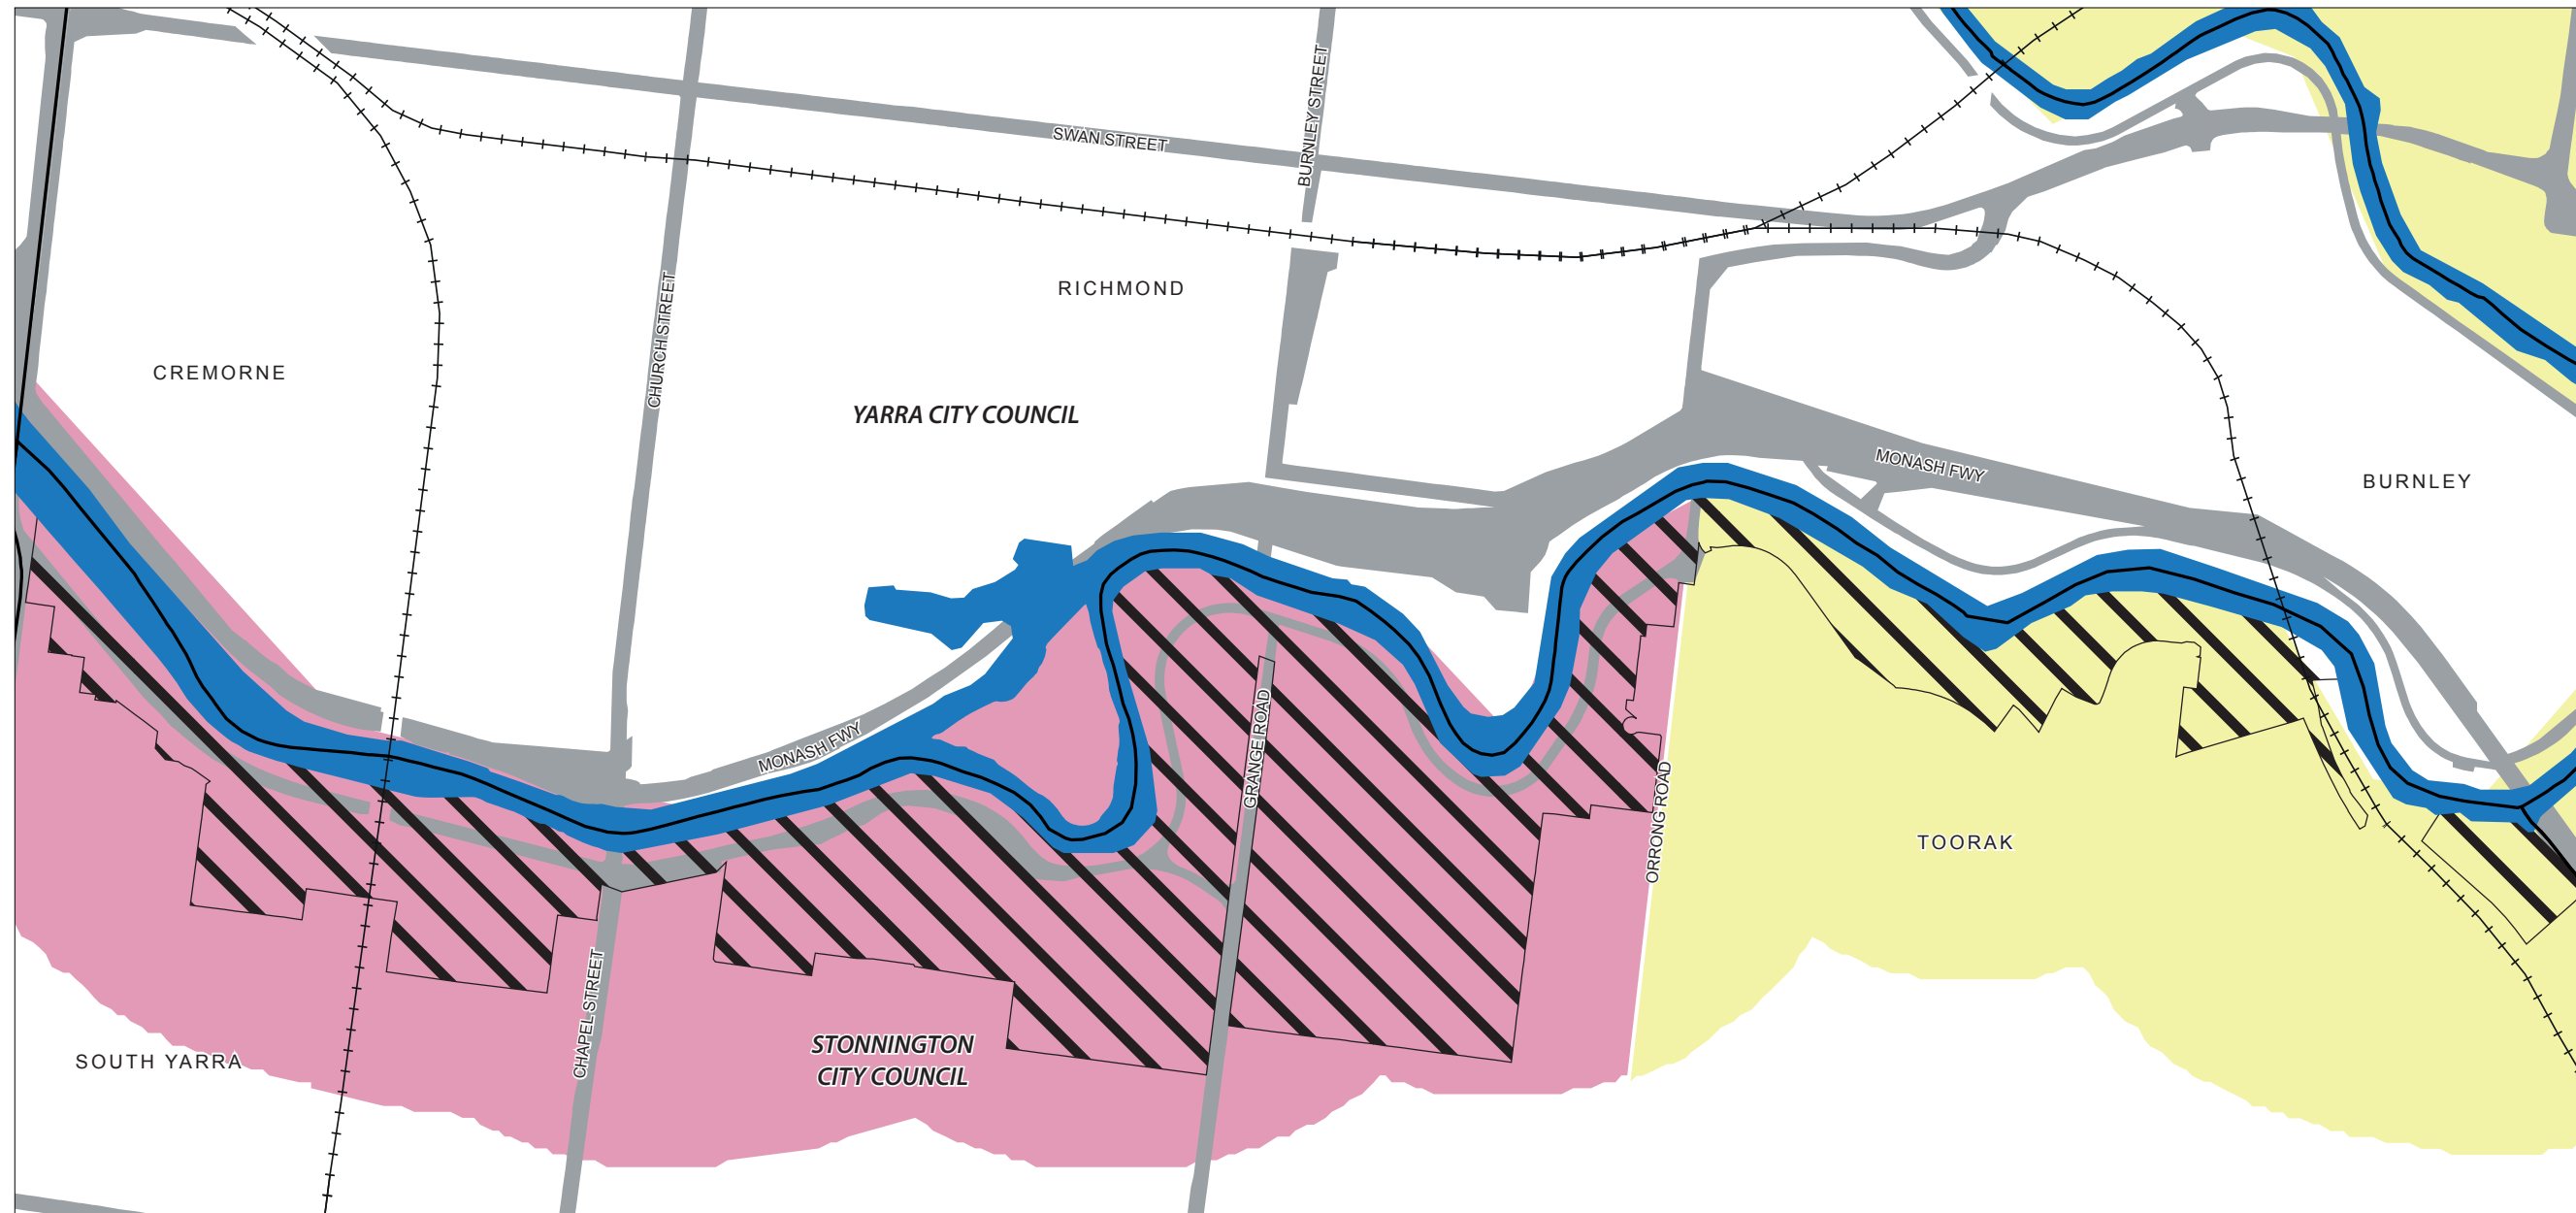 SWAN STREET
BURNLEY STREET
RICHMOND
CHURCH STREET
CREMORNE
YARRA CITY COUNCIL
MONASH FWY
BURNLEY
MONASH FWY
GRANGE ROAD
ORRONG ROAD
TOORAK
CHAPEL STREET
STONNINGTON
CITY COUNCIL
SOUTH YARRA